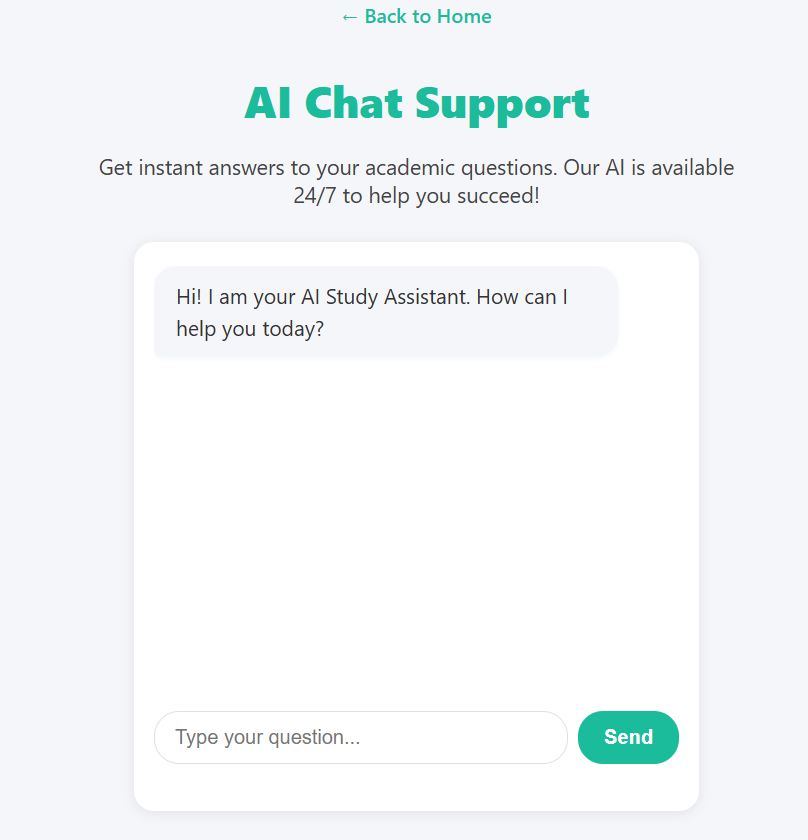 ← Back to Home
AI Chat Support
Get instant answers to your academic questions. Our AI is available
24/7 to help you succeed!
Hi! I am your AI Study Assistant. How can I
help you today?
Type your question...
Send